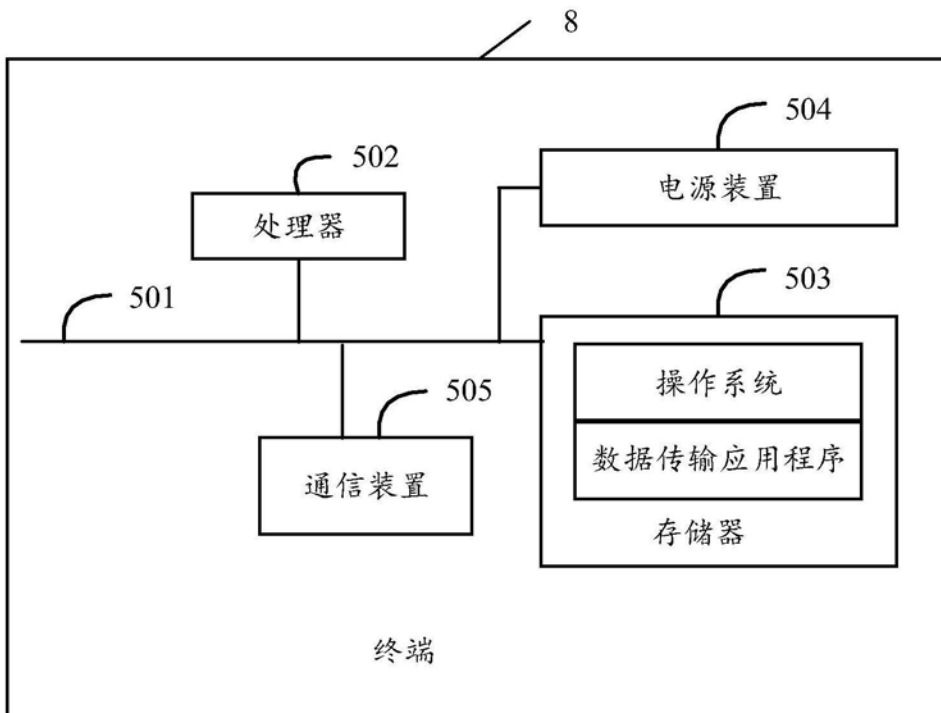 8
504
电源装置
502
处理器
503
501
操作系统
505
数据传输应用程序
通信装置
存储器
终端